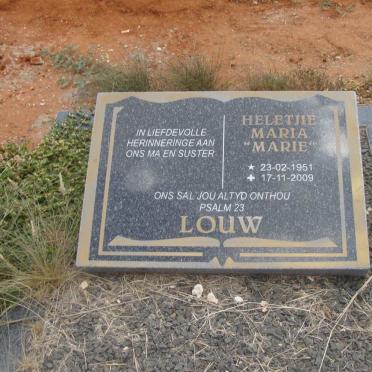 IN LIEFDEVOLLE
HERINNERINGE AAN
ONS MA EN SUSTER
HELETJIE
MARIA
"MARIE"
★ 23-02-1951
✝ 17-11-2009
ONS SAL JOU ALTYD ONTHOU
PSALM 23
LOUW